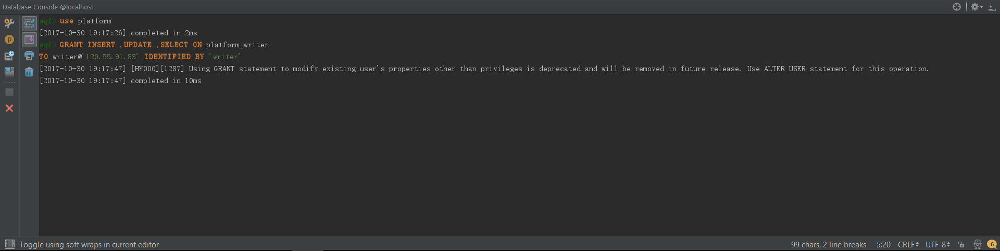 Database Console @localhost
sql> use platform
[2017-10-30 19:17:26] completed in 2ms
sql> GRANT INSERT ,UPDATE ,SELECT ON platform_writer
TO writer@'120.55.91.83' IDENTIFIED BY 'writer'
[2017-10-30 19:17:47] [HY000][1287] Using GRANT statement to modify existing user's properties other than privileges is deprecated and will be removed in future release. Use ALTER USER statement for this operation.
[2017-10-30 19:17:47] completed in 10ms
p
Toggle using soft wraps in current editor
99 chars, 2 line breaks 5:20 CRLF UTF-8 6